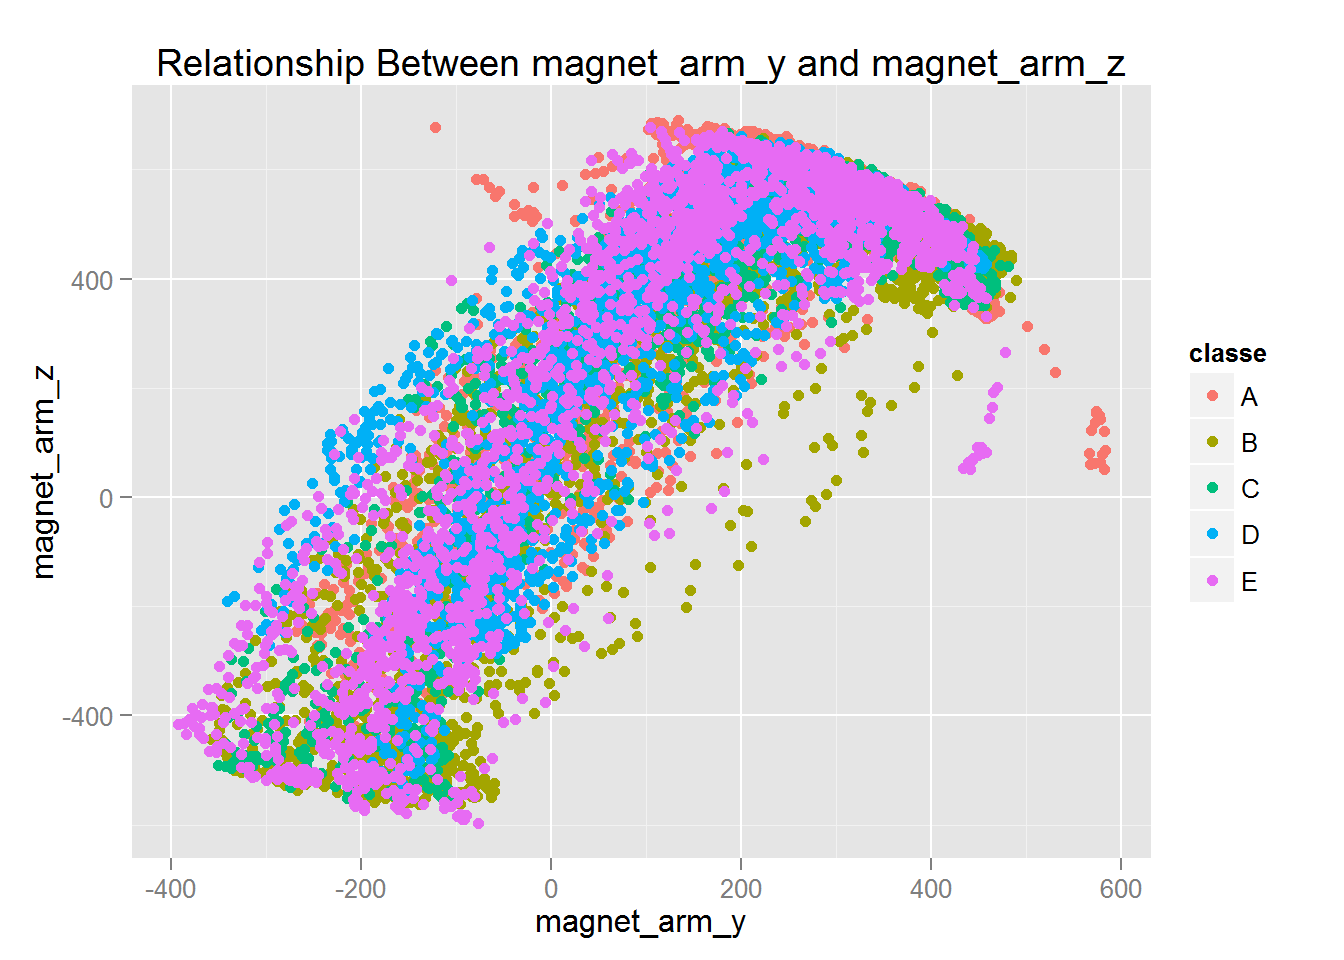 Relationship Between magnet_arm_y and magnet_arm_z
magnet_arm_z
400
0
-400
-400
-200
0
200
400
600
magnet_arm_y
classe
A
B
C
D
E